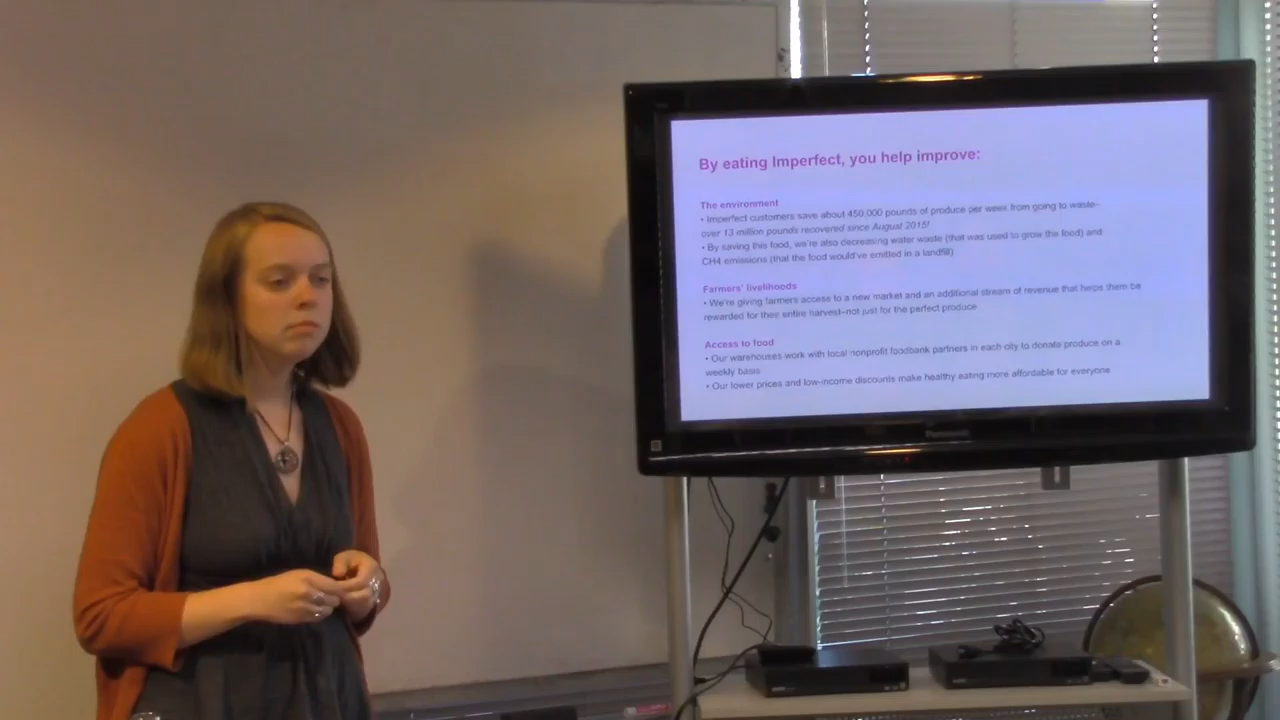 By eating Imperfect, you help improve:
The environment
• Imperfect customers save about 450,000 pounds of produce per week from going to waste–
over 13 million pounds recovered since August 2015!
• By saving this food, we're also decreasing water waste (that was used to grow the food) and
CH4 emissions (that the food would've emitted in a landfill)
Farmers' livelihoods
• We're giving farmers access to a new market and an additional stream of revenue that helps them be
rewarded for their entire harvest–not just for the perfect produce
Access to food
• Our warehouses work with local nonprofit foodbank partners in each city to donate produce on a
weekly basis
• Our lower prices and low-income discounts make healthy eating more affordable for everyone
Panasonic